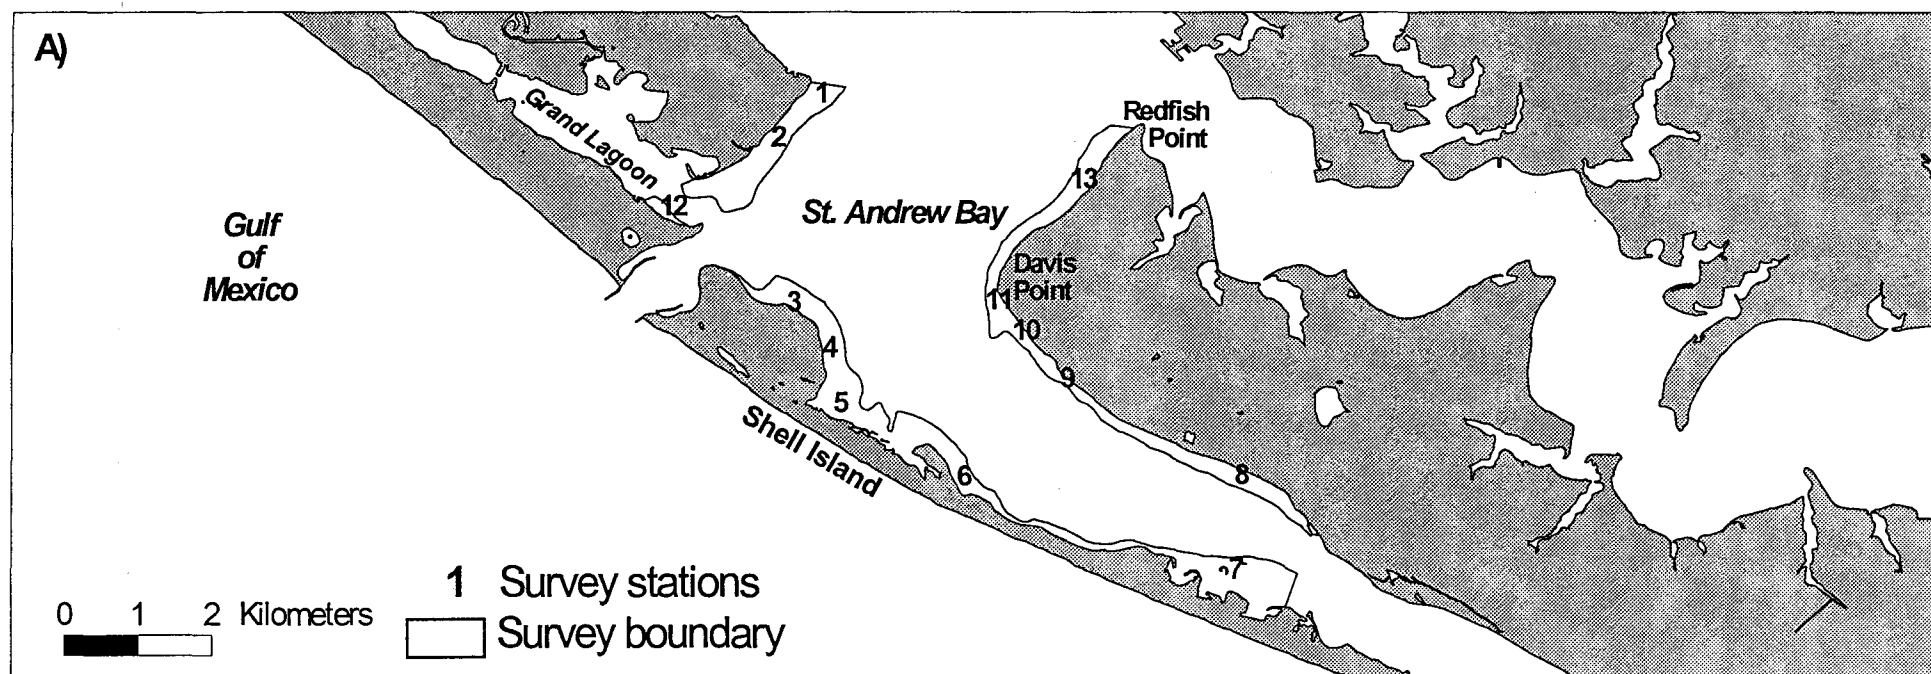 A)
1
Redfish
Point
2
Grand Lagoon
13
12
St. Andrew Bay
Gulf
of
Mexico
Davis
Point
3
11
10
4
9
5
Shell Island
6
8
7
1 Survey stations
0 1 2 Kilometers
Survey boundary